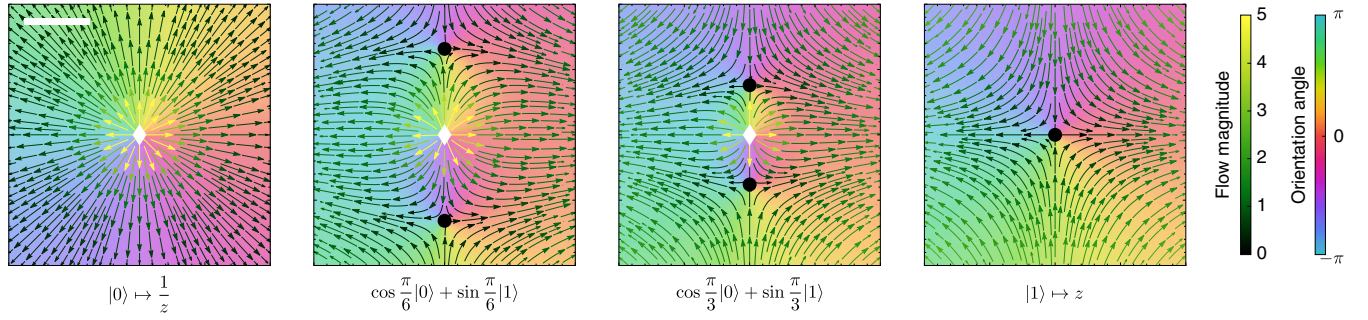 5
4
3
2
1
0
Flow magnitude
π
0
−π
Orientation angle
|0⟩ ↦ 1/z
cos π/6 |0⟩ + sin π/6 |1⟩
cos π/3 |0⟩ + sin π/3 |1⟩
|1⟩ ↦ z